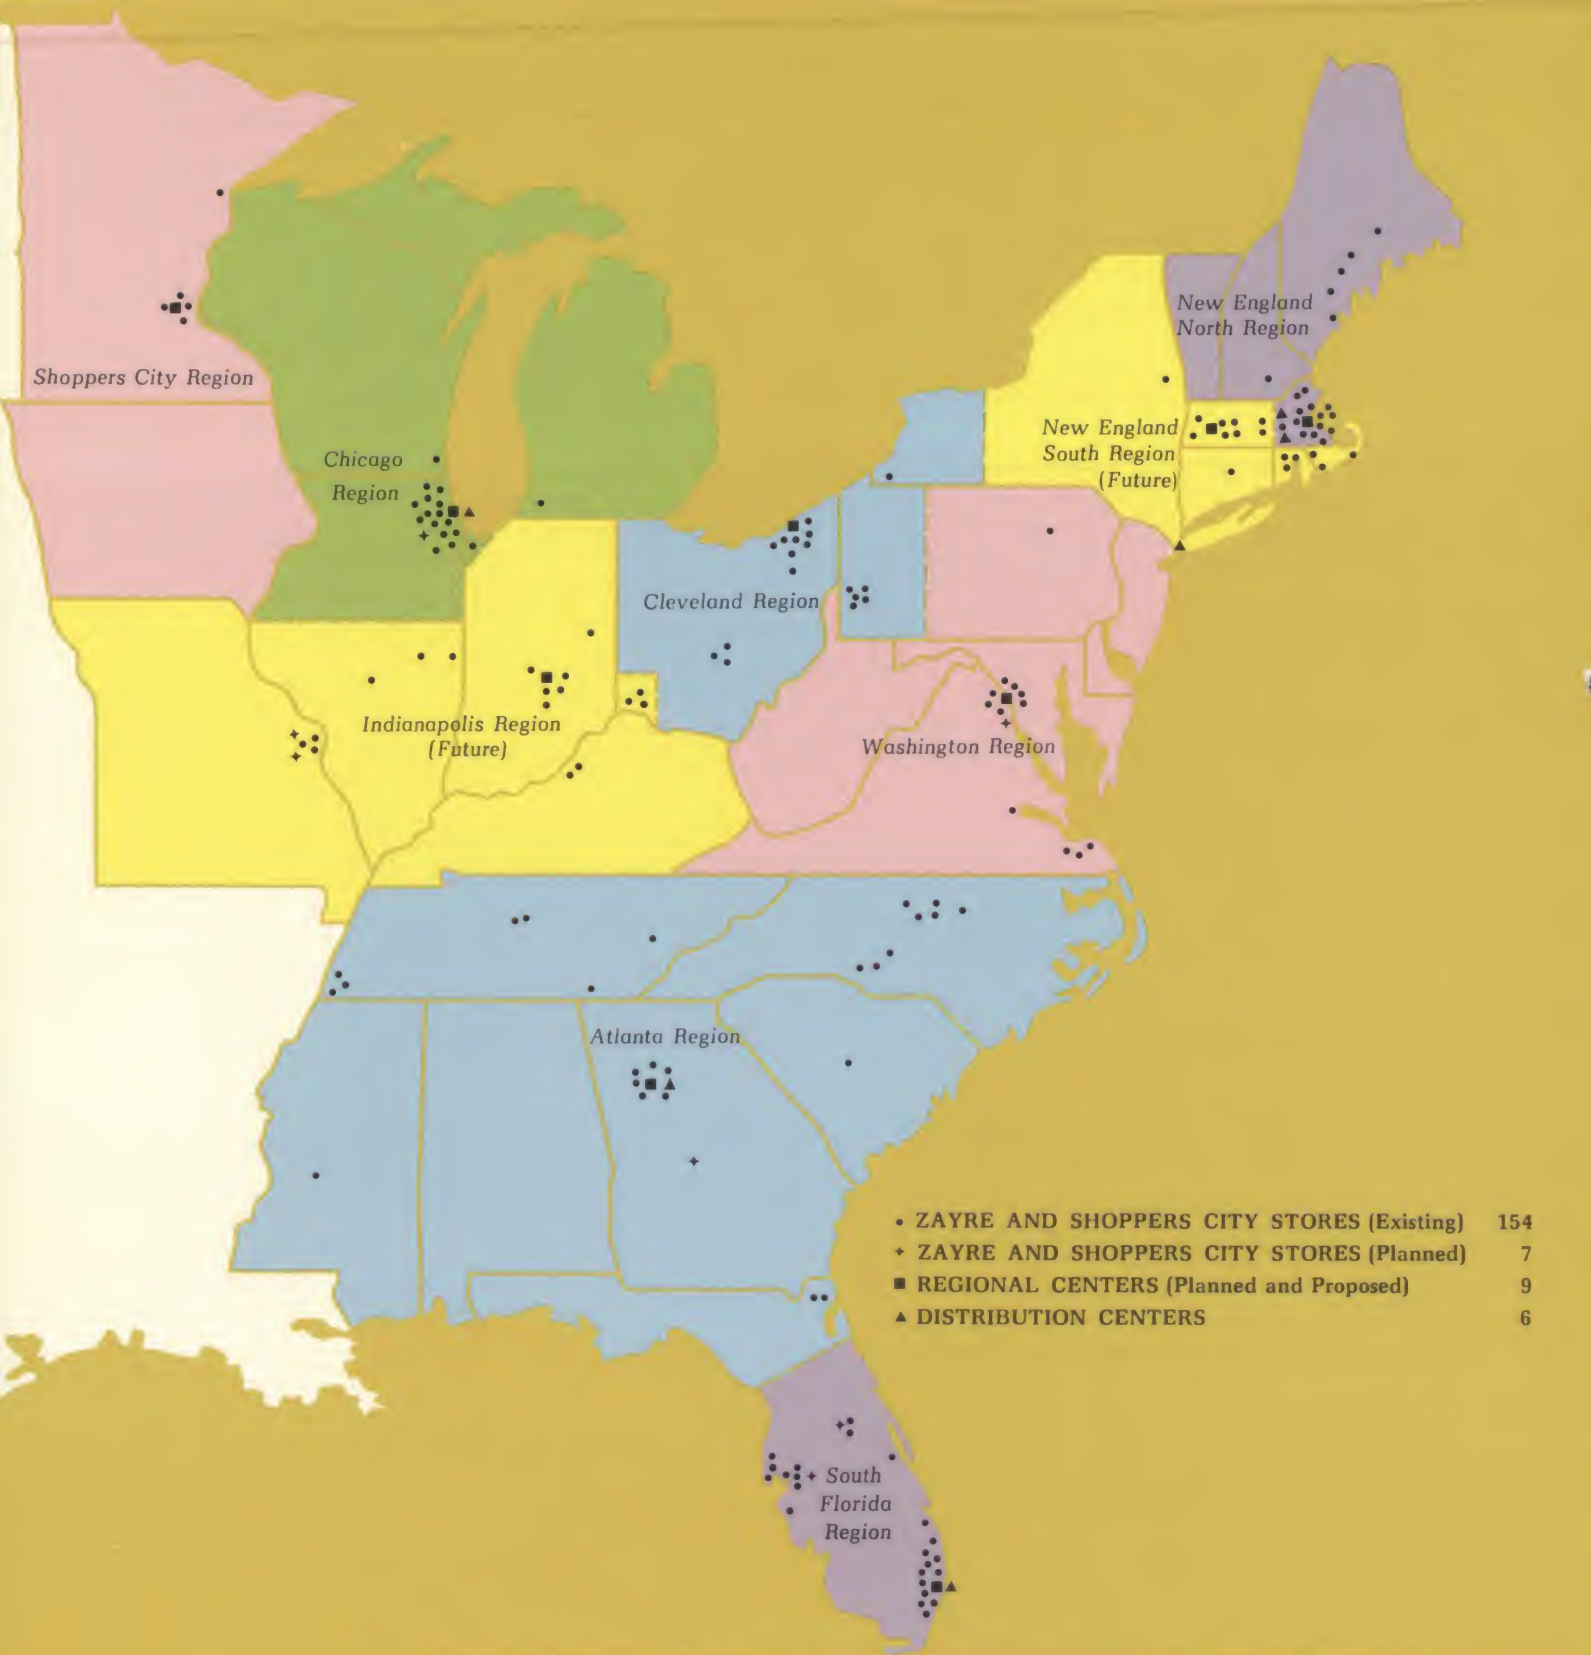 New England
North Region
Shoppers City Region
New England
South Region
(Future)
Chicago
Region
Cleveland Region
Indianapolis Region
(Future)
Washington Region
Atlanta Region
• ZAYRE AND SHOPPERS CITY STORES (Existing) 154
✦ ZAYRE AND SHOPPERS CITY STORES (Planned) 7
■ REGIONAL CENTERS (Planned and Proposed) 9
▲ DISTRIBUTION CENTERS 6
South
Florida
Region